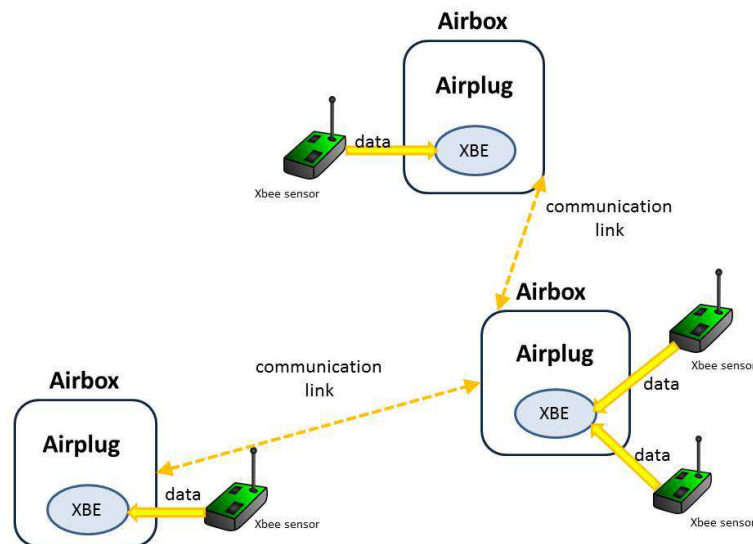 Airbox
Airplug
data
XBE
Xbee sensor
communication
link
Airbox
Airplug
XBE
data
Xbee sensor
data
Xbee sensor
communication
link
Airbox
Airplug
data
XBE
Xbee sensor